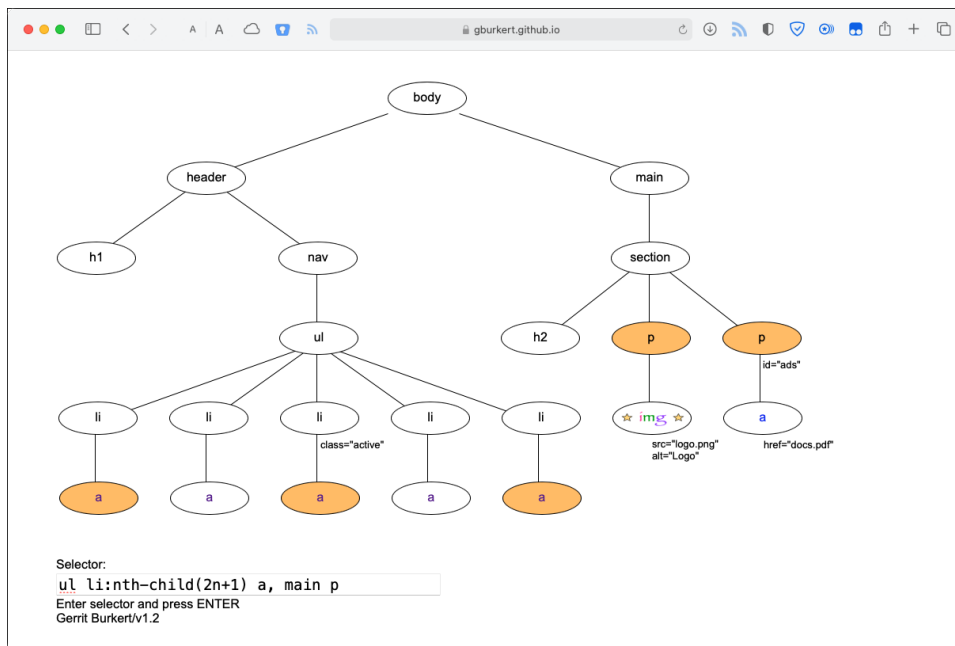 A A gburkert.github.io
body
header main
h1 nav section
ul h2 p p
id="ads"
li li li li li img a
class="active" src="logo.png" href="docs.pdf"
alt="Logo"
a a a a a
Selector:
ul li:nth-child(2n+1) a, main p
Enter selector and press ENTER
Gerrit Burkert/v1.2